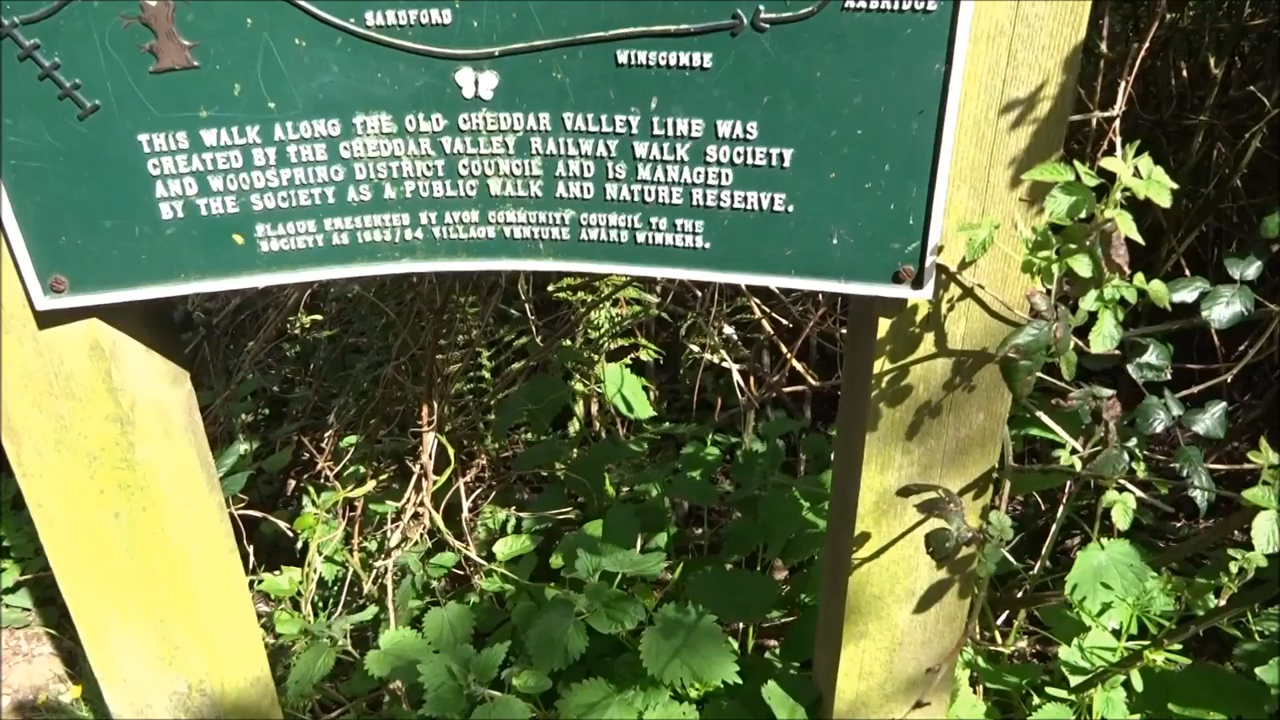 AXBRIDGE
SANDFORD
WINSCOMBE
THIS WALK ALONG THE OLD CHEDDAR VALLEY LINE WAS
CREATED BY THE CHEDDAR VALLEY RAILWAY WALK SOCIETY
AND WOODSPRING DISTRICT COUNCIL AND IS MANAGED
BY THE SOCIETY AS A PUBLIC WALK AND NATURE RESERVE.
PLAQUE PRESENTED BY AVON COMMUNITY COUNCIL TO THE
SOCIETY AS 1983/84 VILLAGE VENTURE AWARD WINNERS.